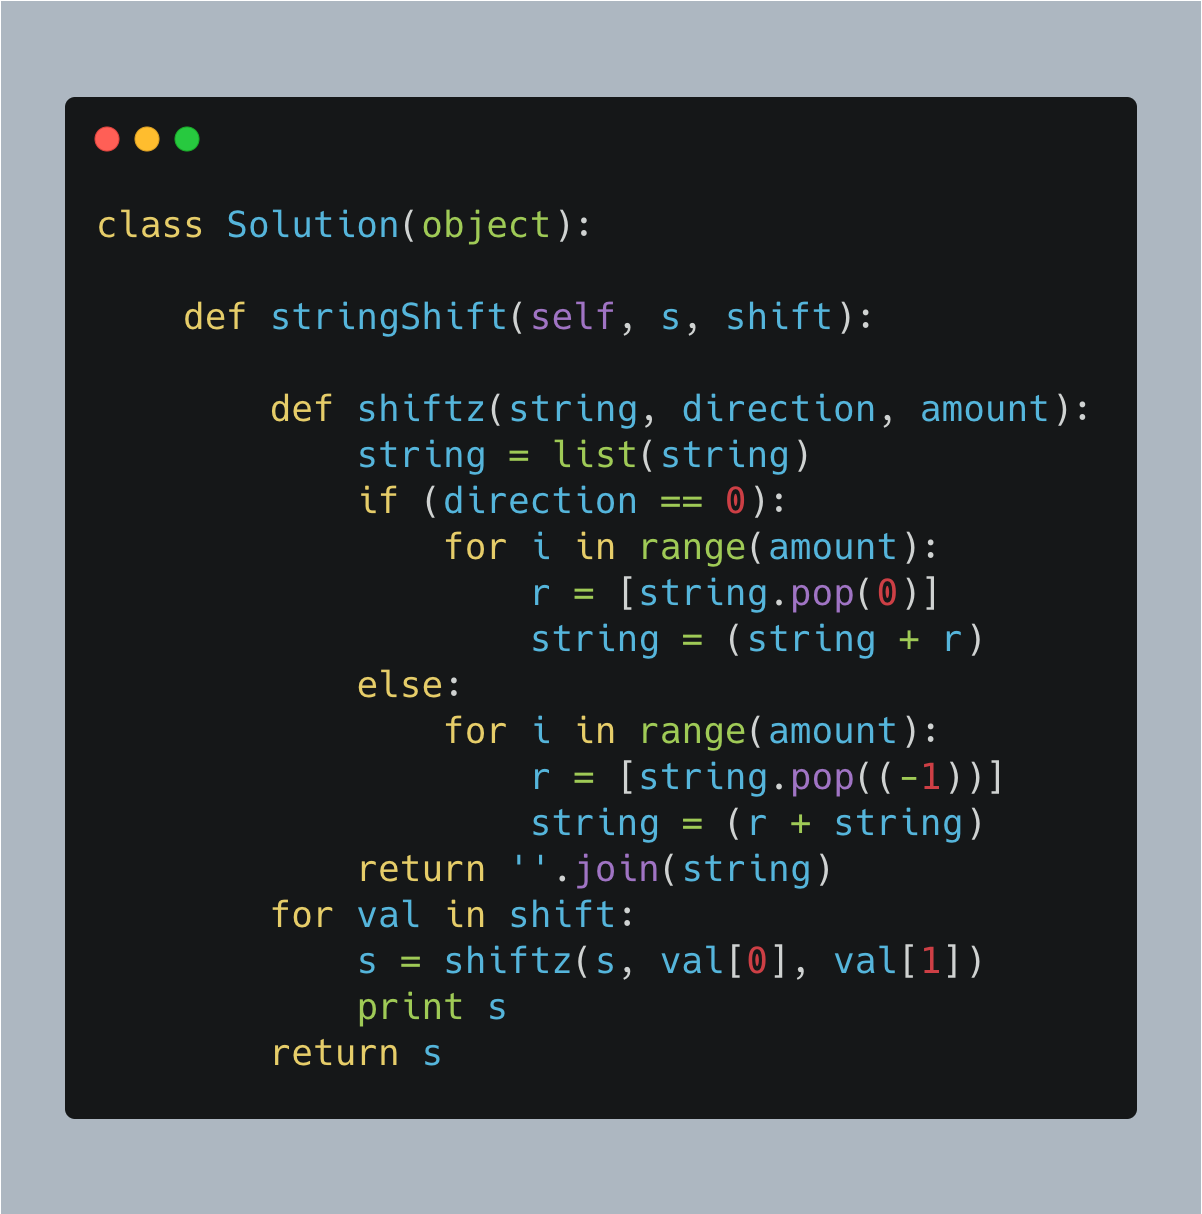 class Solution(object):
    def stringShift(self, s, shift):
        def shiftz(string, direction, amount):
            string = list(string)
            if (direction == 0):
                for i in range(amount):
                    r = [string.pop(0)]
                    string = (string + r)
            else:
                for i in range(amount):
                    r = [string.pop((-1))]
                    string = (r + string)
            return ''.join(string)
        for val in shift:
            s = shiftz(s, val[0], val[1])
            print s
        return s